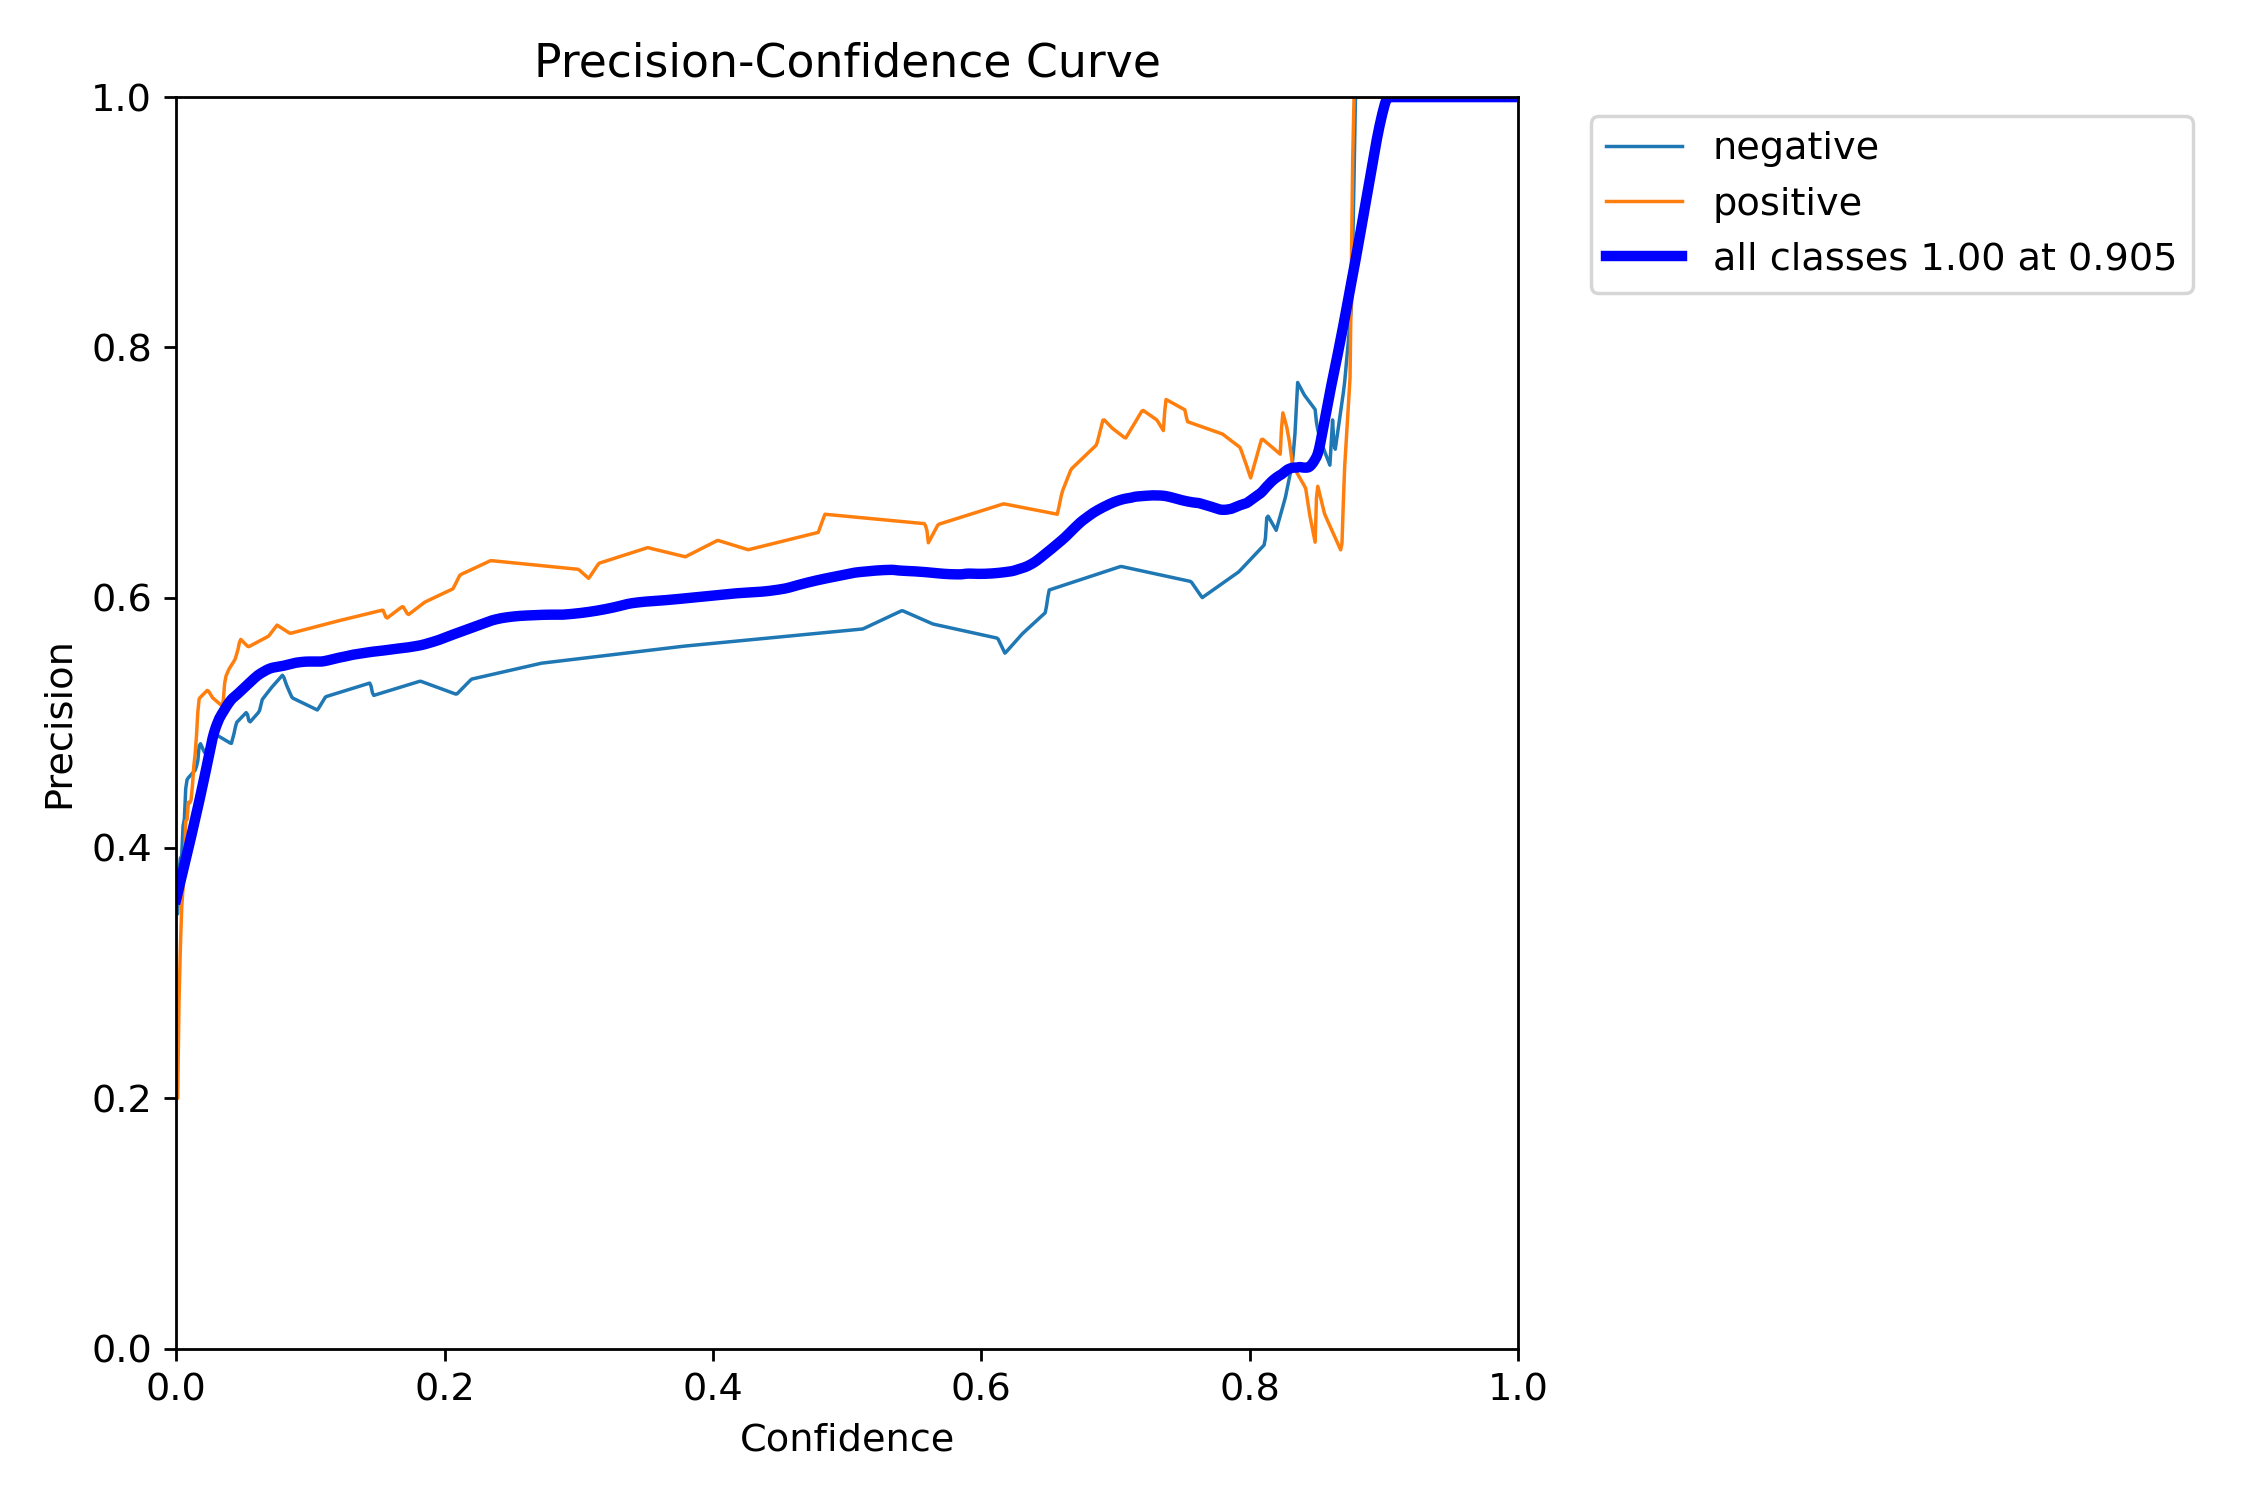 Precision-Confidence Curve
1.0
0.8
0.6
0.4
0.2
0.0
Precision
0.0 0.2 0.4 0.6 0.8 1.0
Confidence
negative
positive
all classes 1.00 at 0.905